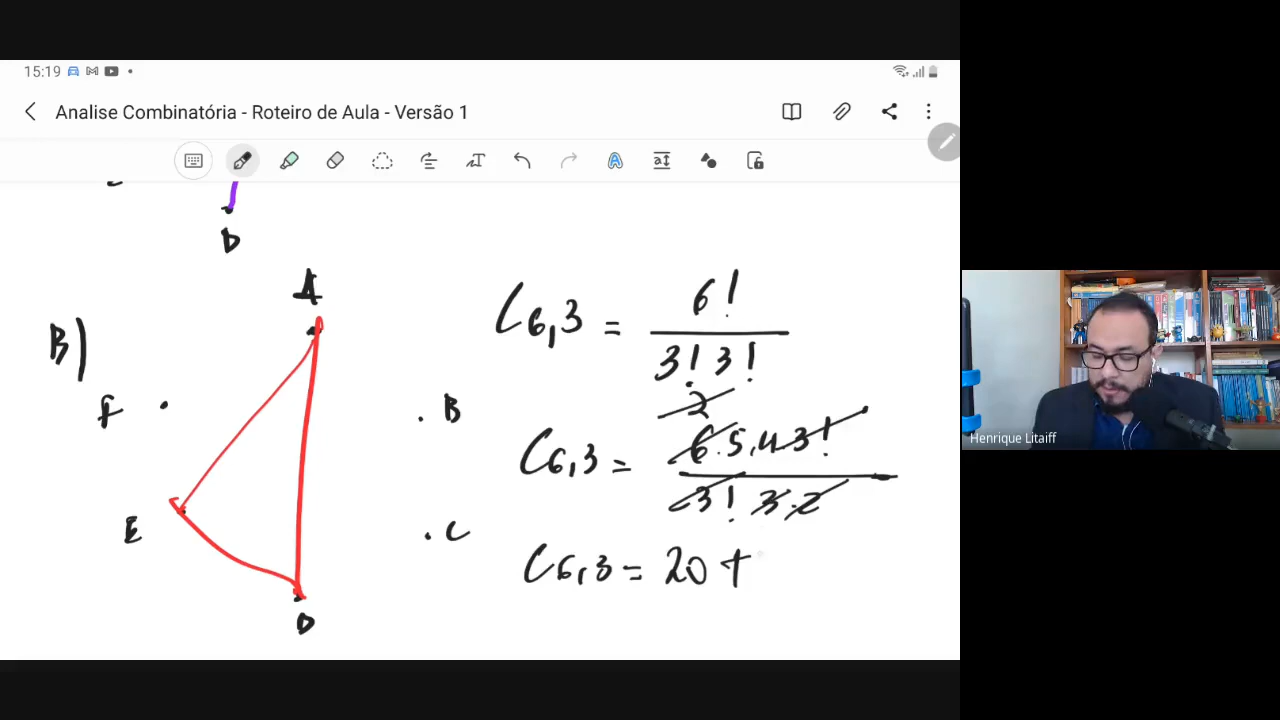 15:19
Analise Combinatória - Roteiro de Aula - Versão 1
D
A
B)
F
B
E
C
D
C6,3 = 6! / 3! 3!
2
C6,3 = 6.5.4.3! / 3! 3.2
C6,3 = 20 t
Henrique Litaiff